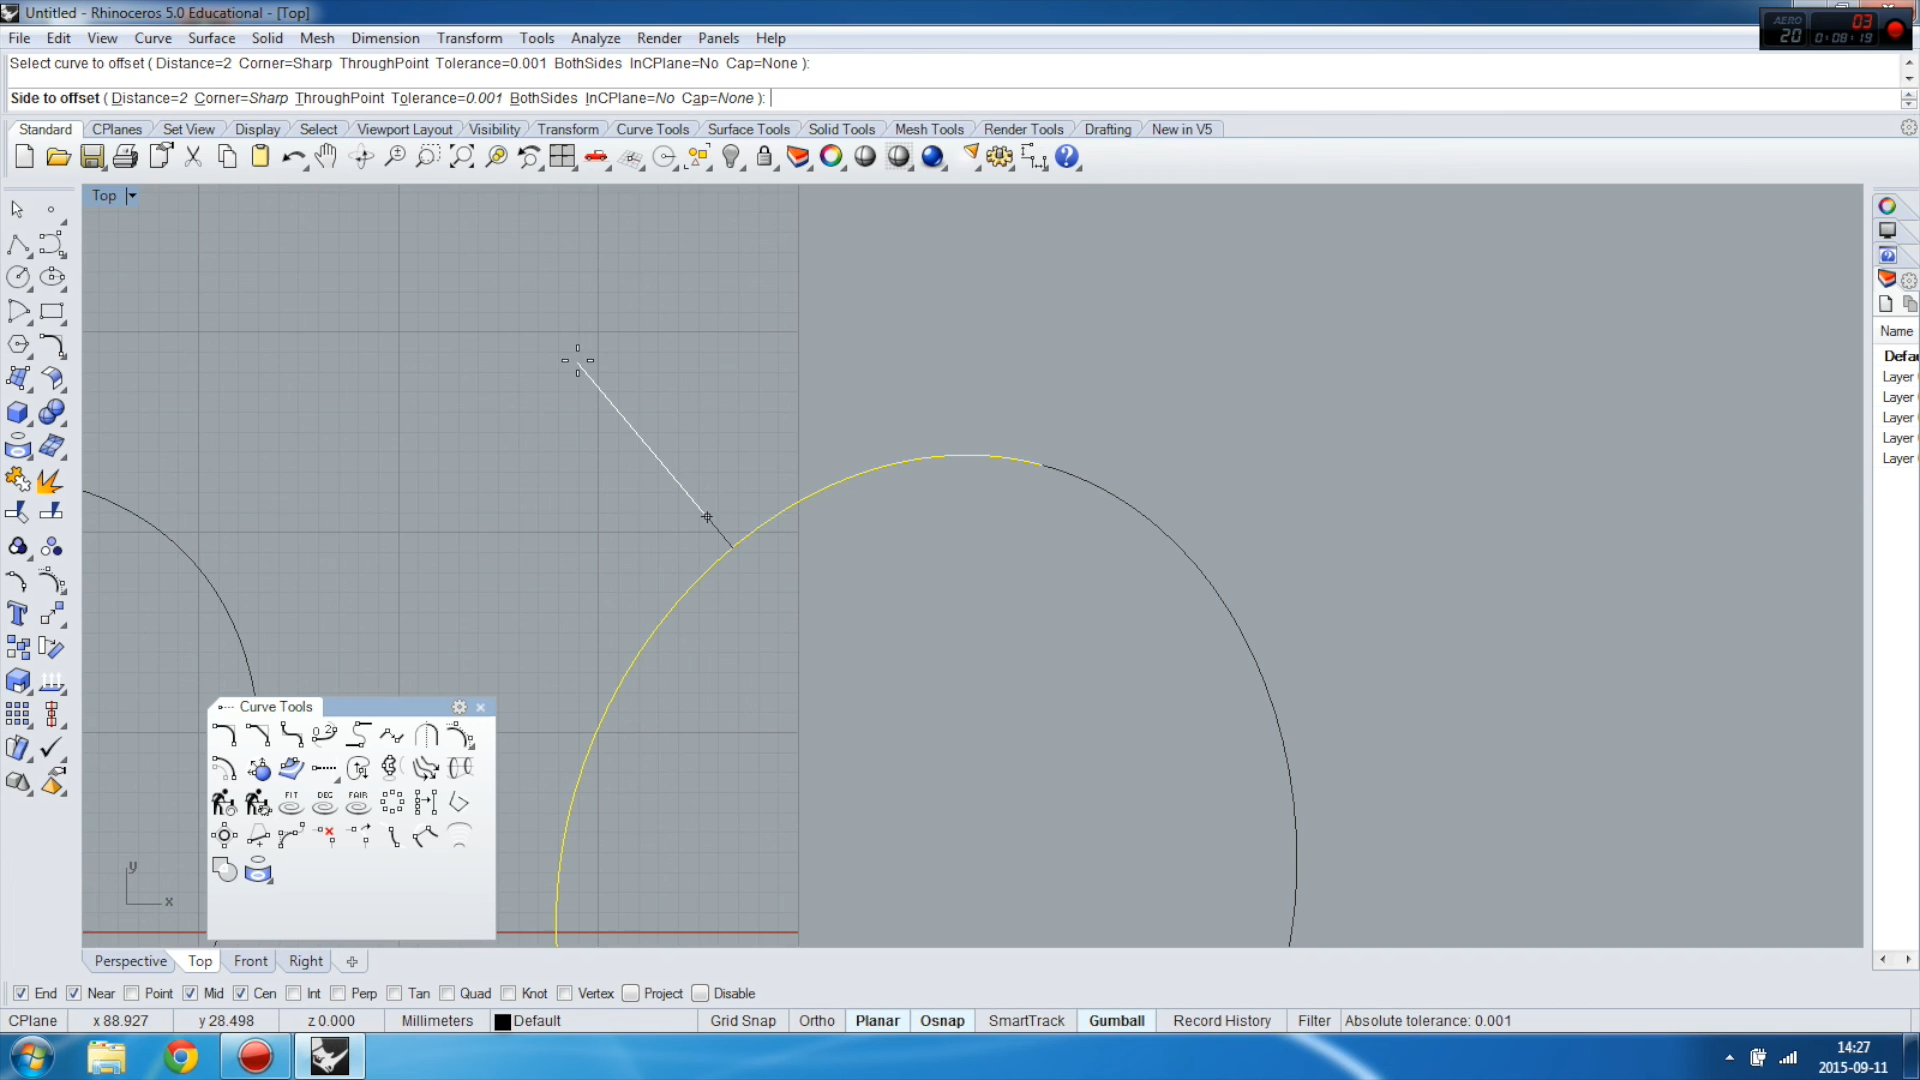 Untitled - Rhinoceros 5.0 Educational - [Top]
AERO 20 03 0:08:19
File Edit View Curve Surface Solid Mesh Dimension Transform Tools Analyze Render Panels Help
Select curve to offset ( Distance=2 Corner=Sharp ThroughPoint Tolerance=0.001 BothSides InCPlane=No Cap=None ):
Side to offset ( Distance=2 Corner=Sharp ThroughPoint Tolerance=0.001 BothSides InCPlane=No Cap=None ):
Standard CPlanes Set View Display Select Viewport Layout Visibility Transform Curve Tools Surface Tools Solid Tools Mesh Tools Render Tools Drafting New in V5
Top
Name
Defau
Layer
Layer
Layer
Layer
Layer
Curve Tools
FIT DEG FAIR
y
x
Perspective Top Front Right
End Near Point Mid Cen Int Perp Tan Quad Knot Vertex Project Disable
CPlane x 88.927 y 28.498 z 0.000 Millimeters Default Grid Snap Ortho Planar Osnap SmartTrack Gumball Record History Filter Absolute tolerance: 0.001
14:27
2015-09-11